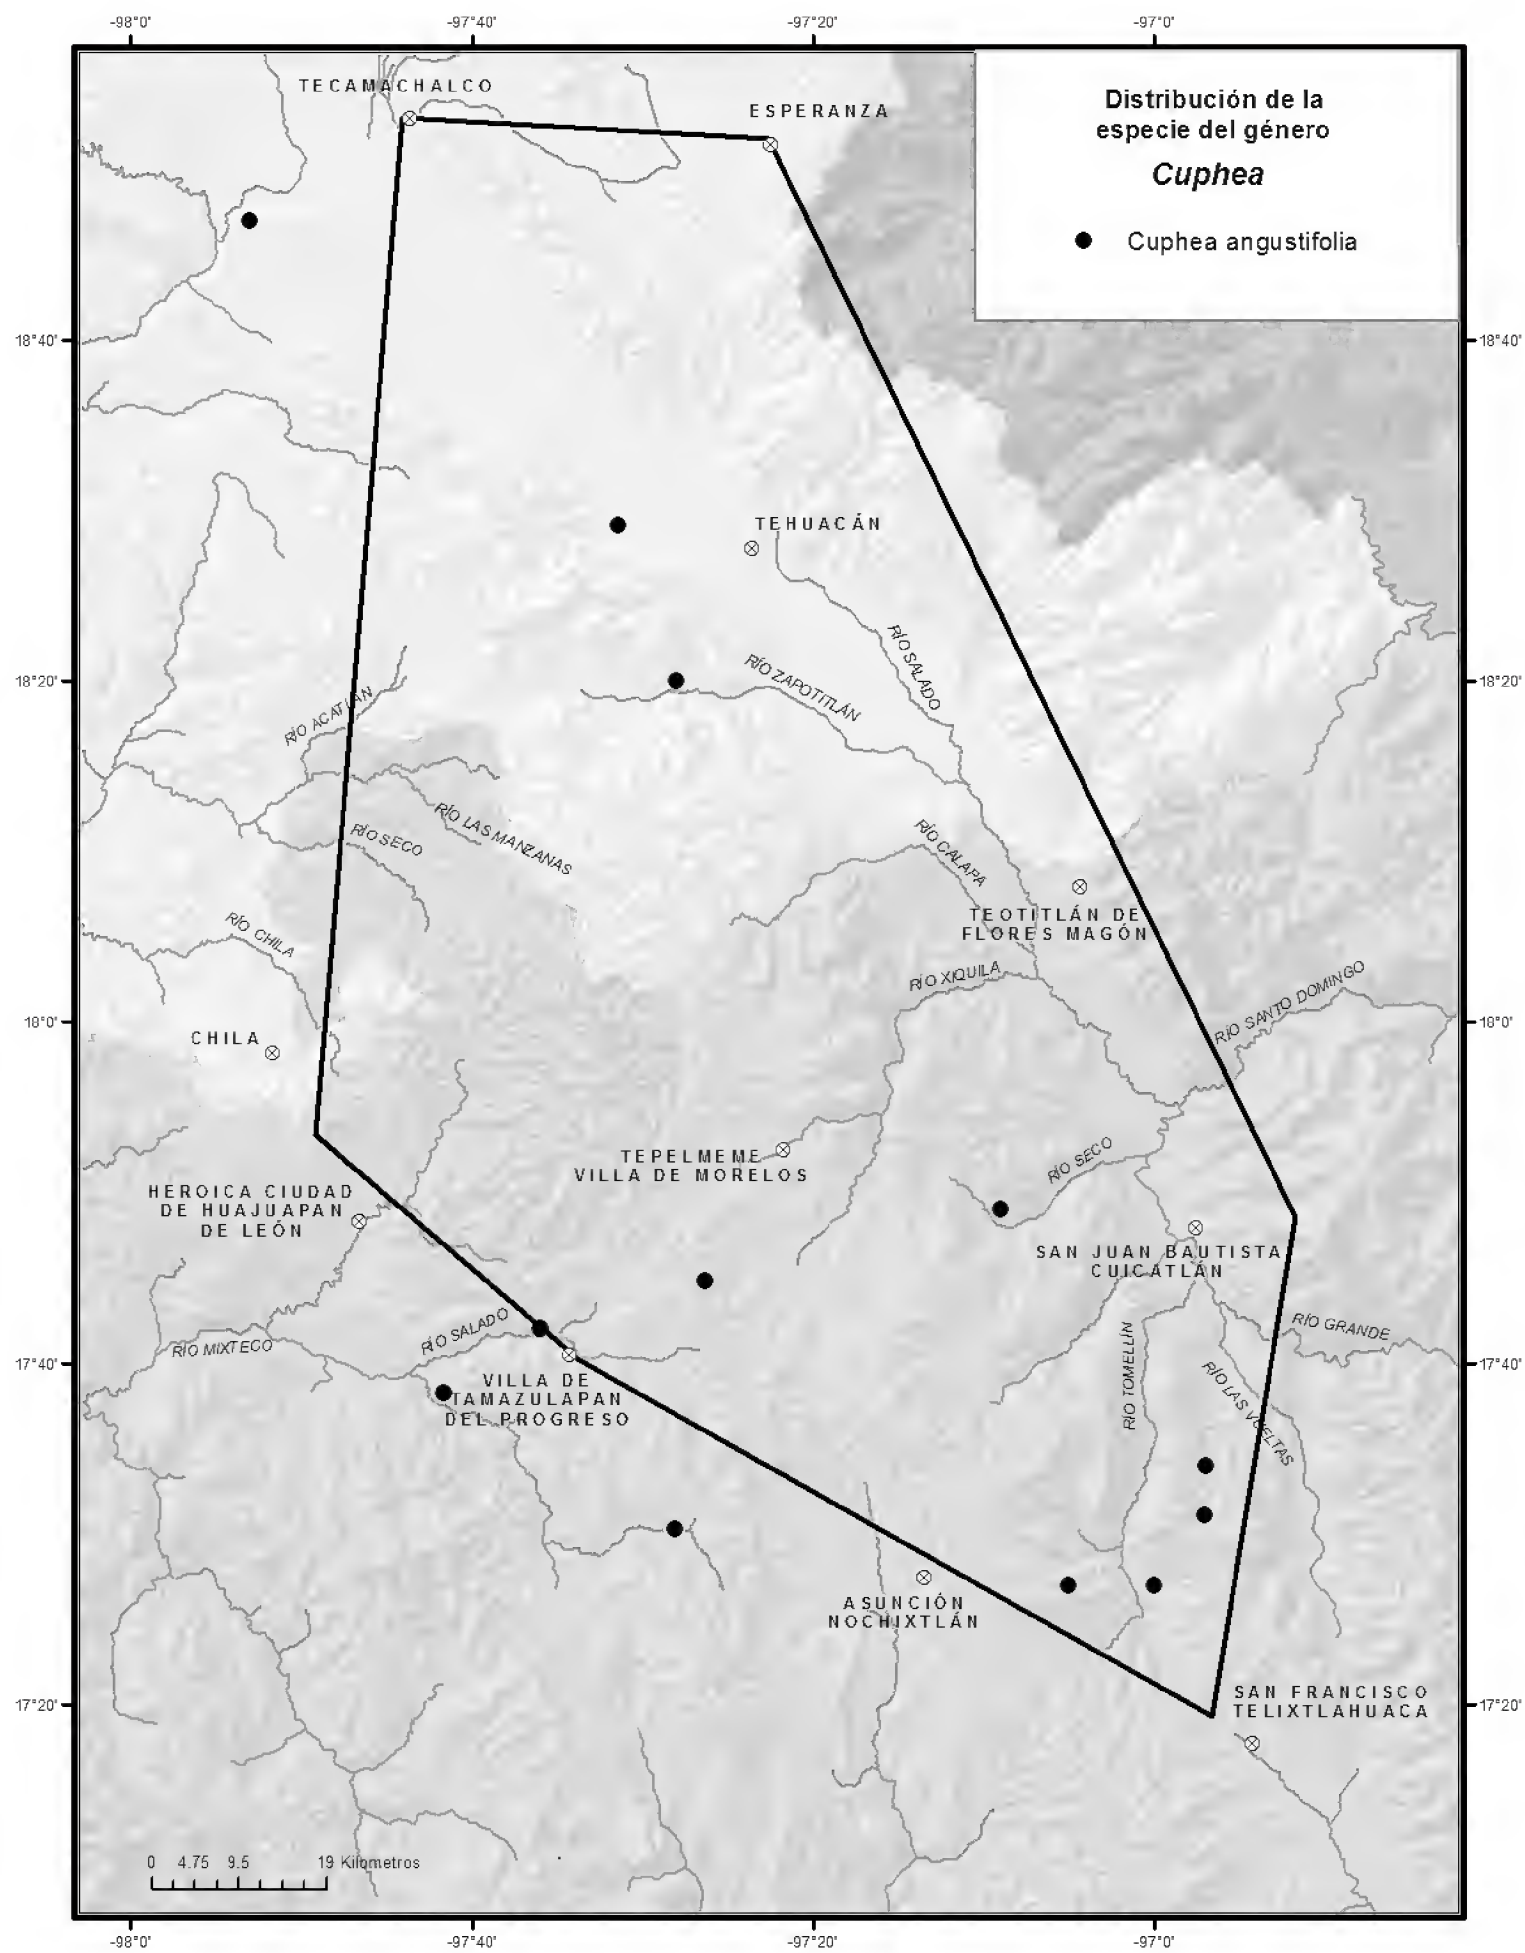 -98°0'
-97°40'
-97°20'
-97°0'
TECAMACHALCO
ESPERANZA
Distribución de la
especie del género
Cuphea
Cuphea angustifolia
18°40'
18°40'
TEHUACÁN
RÍO SALADO
RÍO ZAPOTITLÁN
18°20'
18°20'
RÍO ACATLÁN
RÍO LAS MANZANAS
RÍO SECO
RÍO CALAPA
TEOTITLÁN DE
FLORES MAGÓN
RÍO CHILA
RÍO XIQUILA
RÍO SANTO DOMINGO
18°0'
18°0'
CHILA
TEPELMEME
VILLA DE MORELOS
RÍO SECO
HEROICA CIUDAD
DE HUAJUAPAN
DE LEÓN
SAN JUAN BAUTISTA
CUICATLÁN
RÍO SALADO
RÍO MIXTECO
RÍO GRANDE
RÍO TOMELLÍN
RÍO LAS VUELTAS
17°40'
17°40'
VILLA DE
TAMAZULAPAN
DEL PROGRESO
ASUNCIÓN
NOCHIXTLÁN
17°20'
17°20'
SAN FRANCISCO
TELIXTLAHUACA
0 4.75 9.5 19 Kilometros
-98°0'
-97°40'
-97°20'
-97°0'